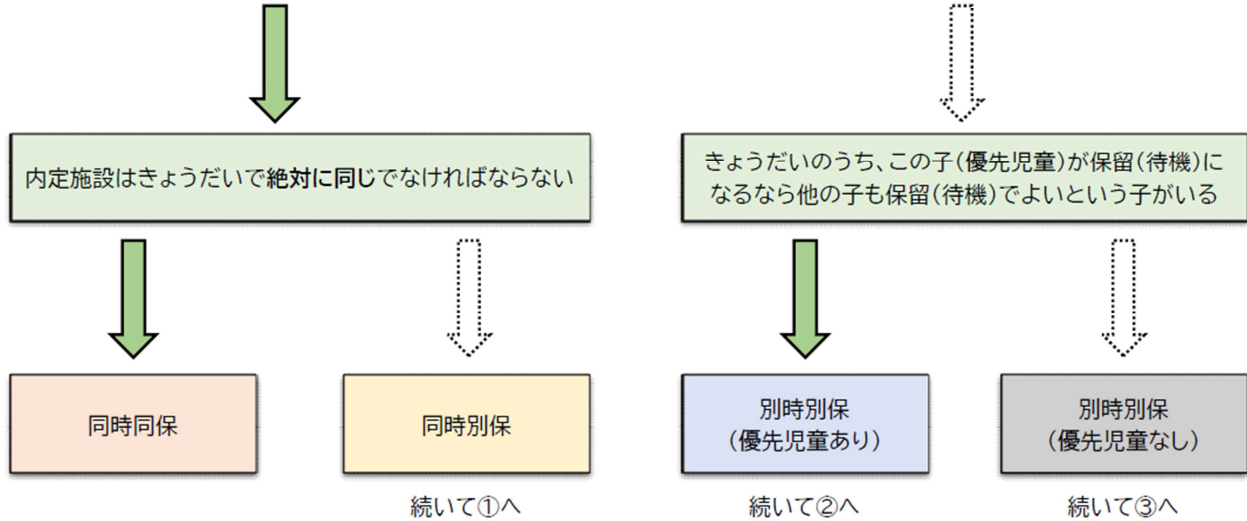 内定施設はきょうだいで絶対に同じでなければならない
きょうだいのうち、この子(優先児童)が保留(待機)に
なるなら他の子も保留(待機)でよいという子がいる
同時同保
同時別保
別時別保
(優先児童あり)
別時別保
(優先児童なし)
続いて①へ
続いて②へ
続いて③へ